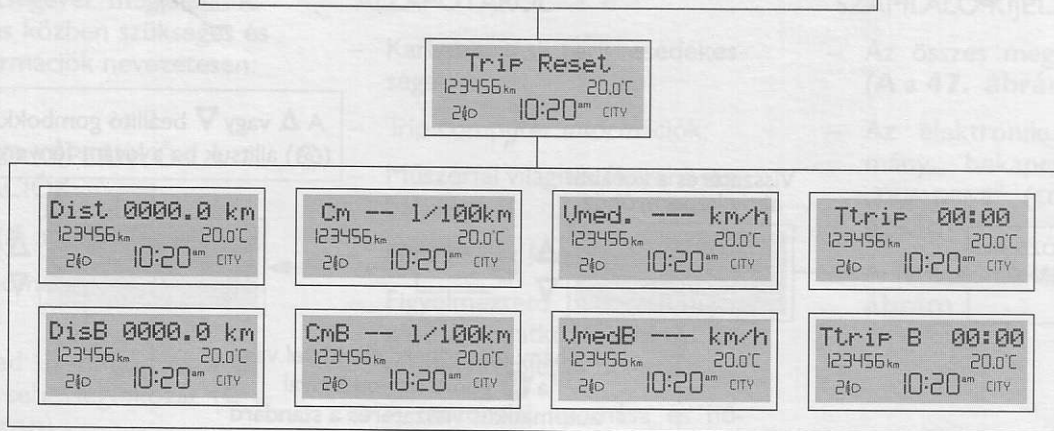 Trip Reset
123456 km 20.0°C
2 10:20 am CITY
Dist 0000.0 km
123456 km 20.0°C
2 10:20 am CITY
Cm -- l/100km
123456 km 20.0°C
2 10:20 am CITY
Vmed. --- km/h
123456 km 20.0°C
2 10:20 am CITY
Ttrip 00:00
123456 km 20.0°C
2 10:20 am CITY
DisB 0000.0 km
123456 km 20.0°C
2 10:20 am CITY
CmB -- l/100km
123456 km 20.0°C
2 10:20 am CITY
VmedB --- km/h
123456 km 20.0°C
2 10:20 am CITY
Ttrip B 00:00
123456 km 20.0°C
2 10:20 am CITY